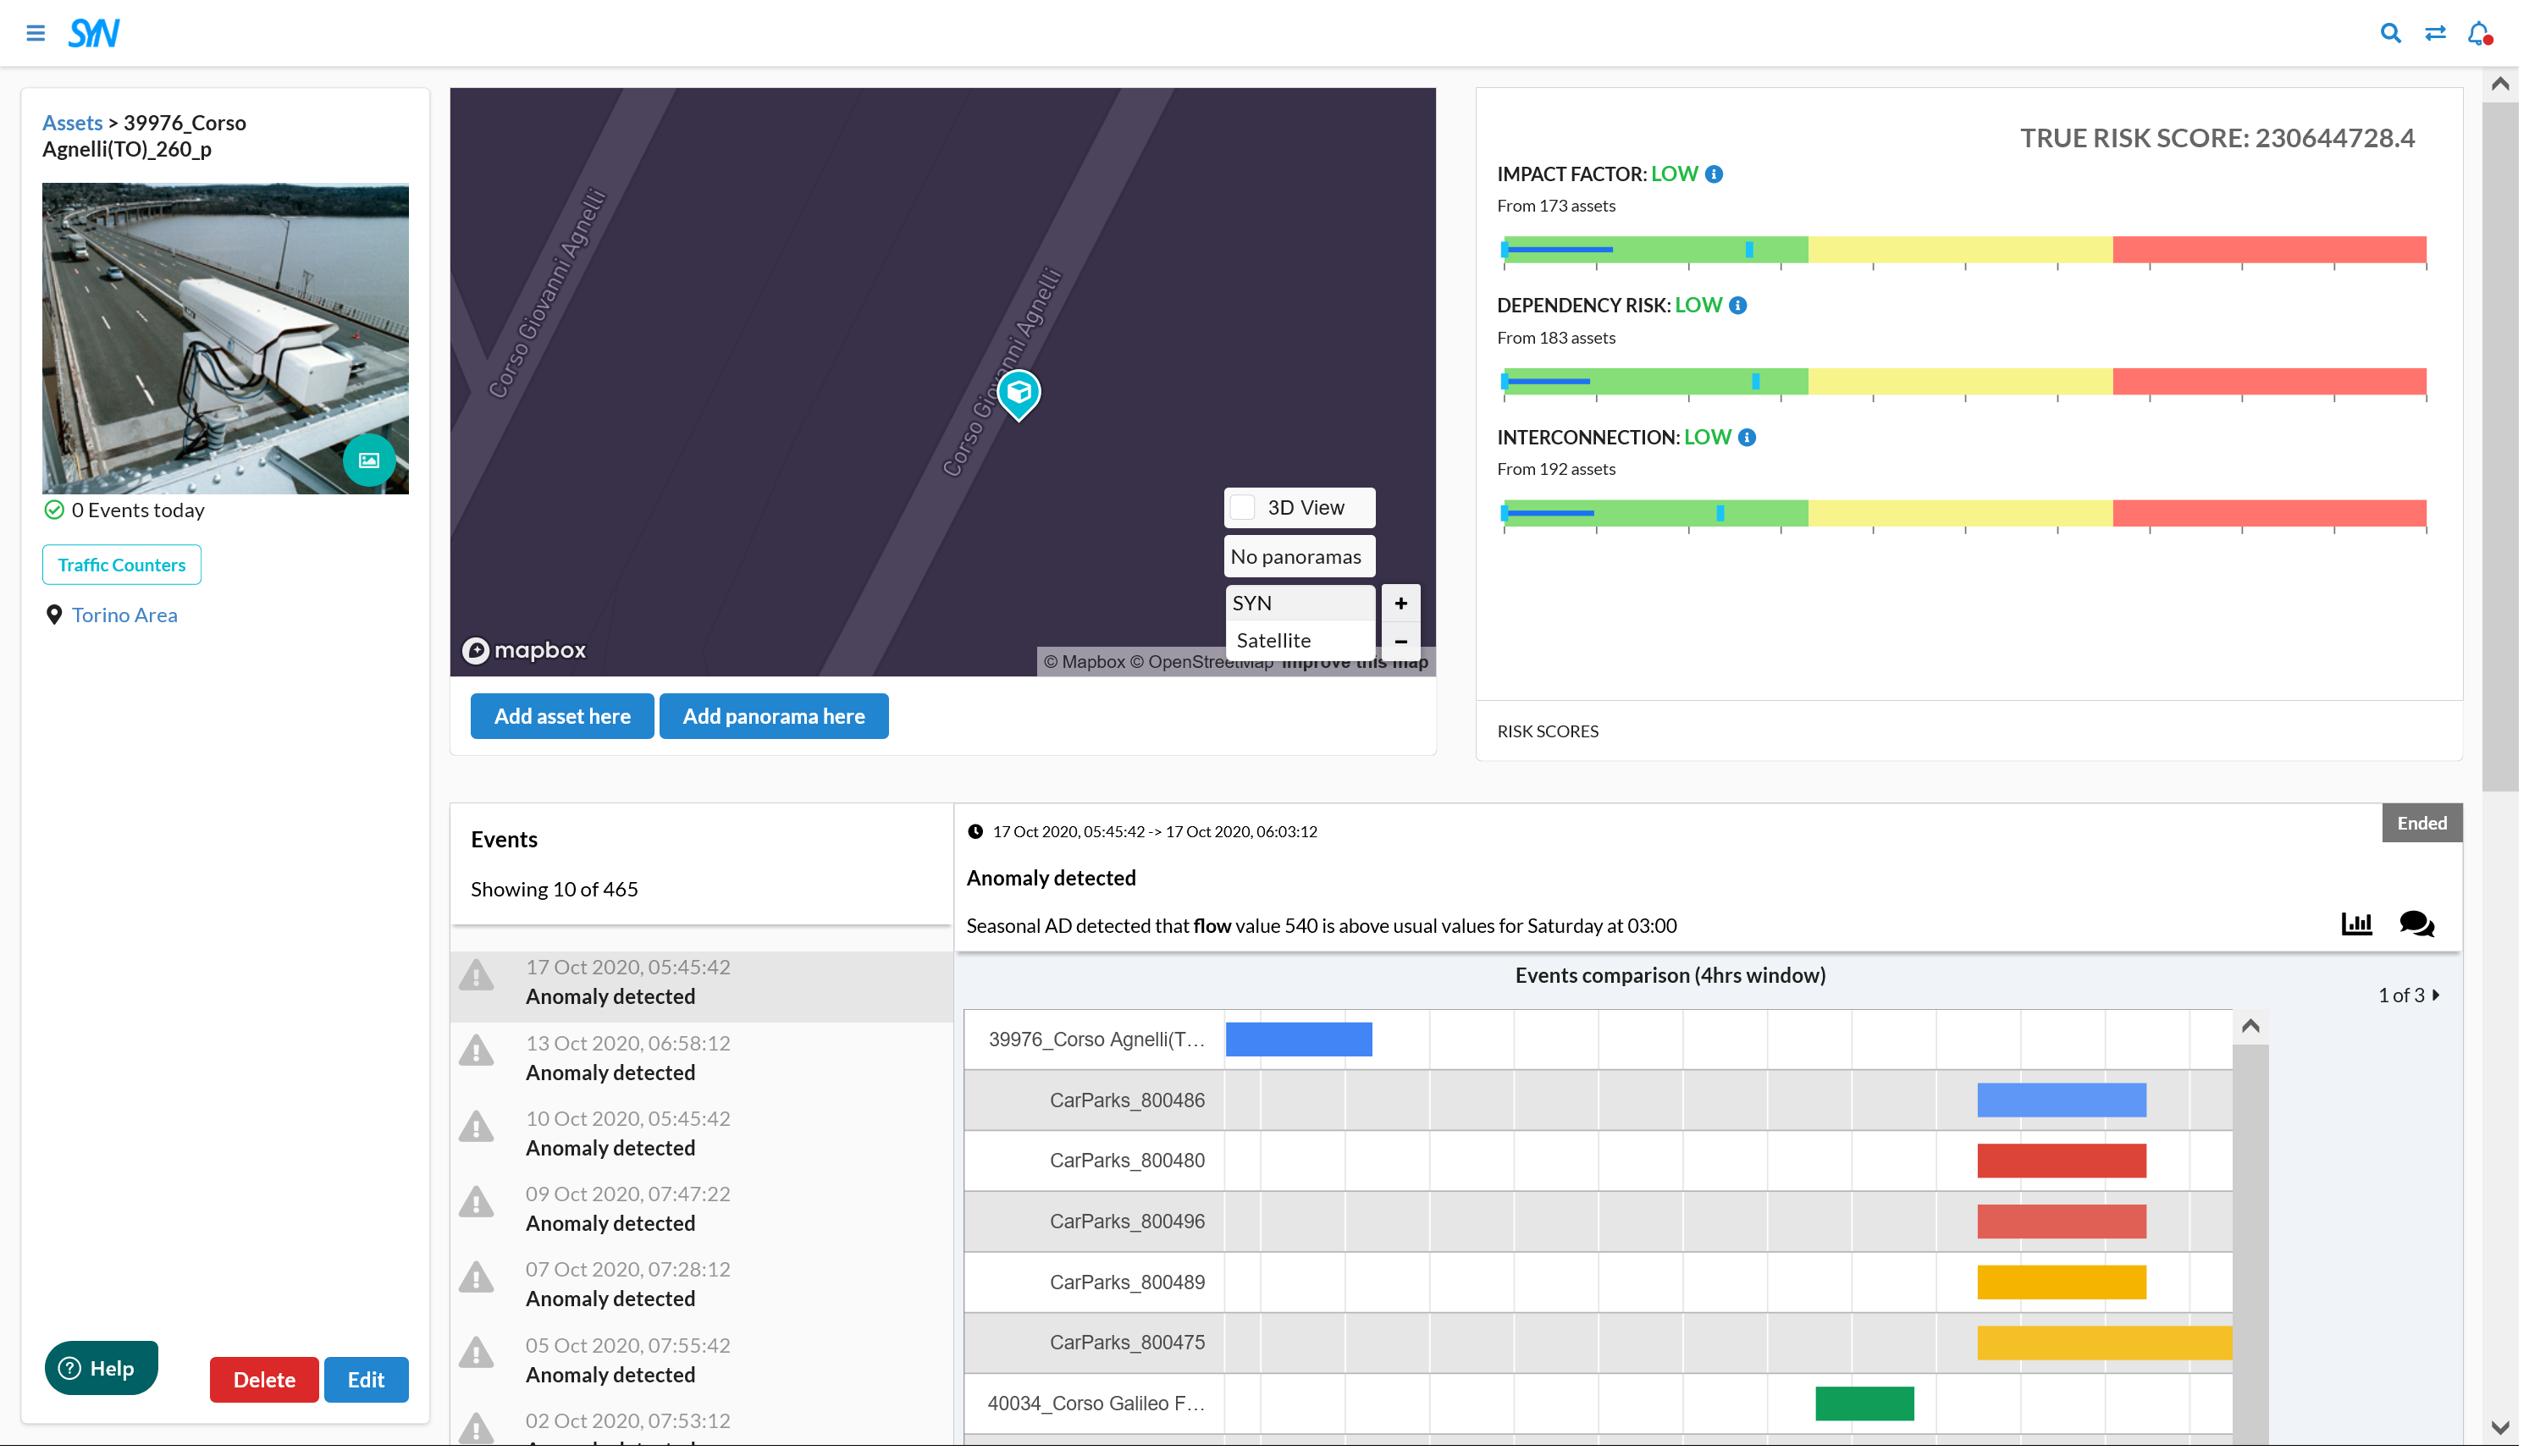 SYN
Assets > 39976_Corso
Agnelli(TO)_260_p
0 Events today
Traffic Counters
Torino Area
Help
Delete
Edit
Corso Giovanni Agnelli
Corso Giovanni Agnelli
3D View
No panoramas
SYN
Satellite
+
−
mapbox
© Mapbox © OpenStreetMap Improve this map
Add asset here
Add panorama here
TRUE RISK SCORE: 230644728.4
IMPACT FACTOR: LOW
From 173 assets
DEPENDENCY RISK: LOW
From 183 assets
INTERCONNECTION: LOW
From 192 assets
RISK SCORES
Events
Showing 10 of 465
17 Oct 2020, 05:45:42
Anomaly detected
13 Oct 2020, 06:58:12
Anomaly detected
10 Oct 2020, 05:45:42
Anomaly detected
09 Oct 2020, 07:47:22
Anomaly detected
07 Oct 2020, 07:28:12
Anomaly detected
05 Oct 2020, 07:55:42
Anomaly detected
02 Oct 2020, 07:53:12
17 Oct 2020, 05:45:42 -> 17 Oct 2020, 06:03:12
Ended
Anomaly detected
Seasonal AD detected that flow value 540 is above usual values for Saturday at 03:00
Events comparison (4hrs window)
1 of 3
39976_Corso Agnelli(T...
CarParks_800486
CarParks_800480
CarParks_800496
CarParks_800489
CarParks_800475
40034_Corso Galileo F...